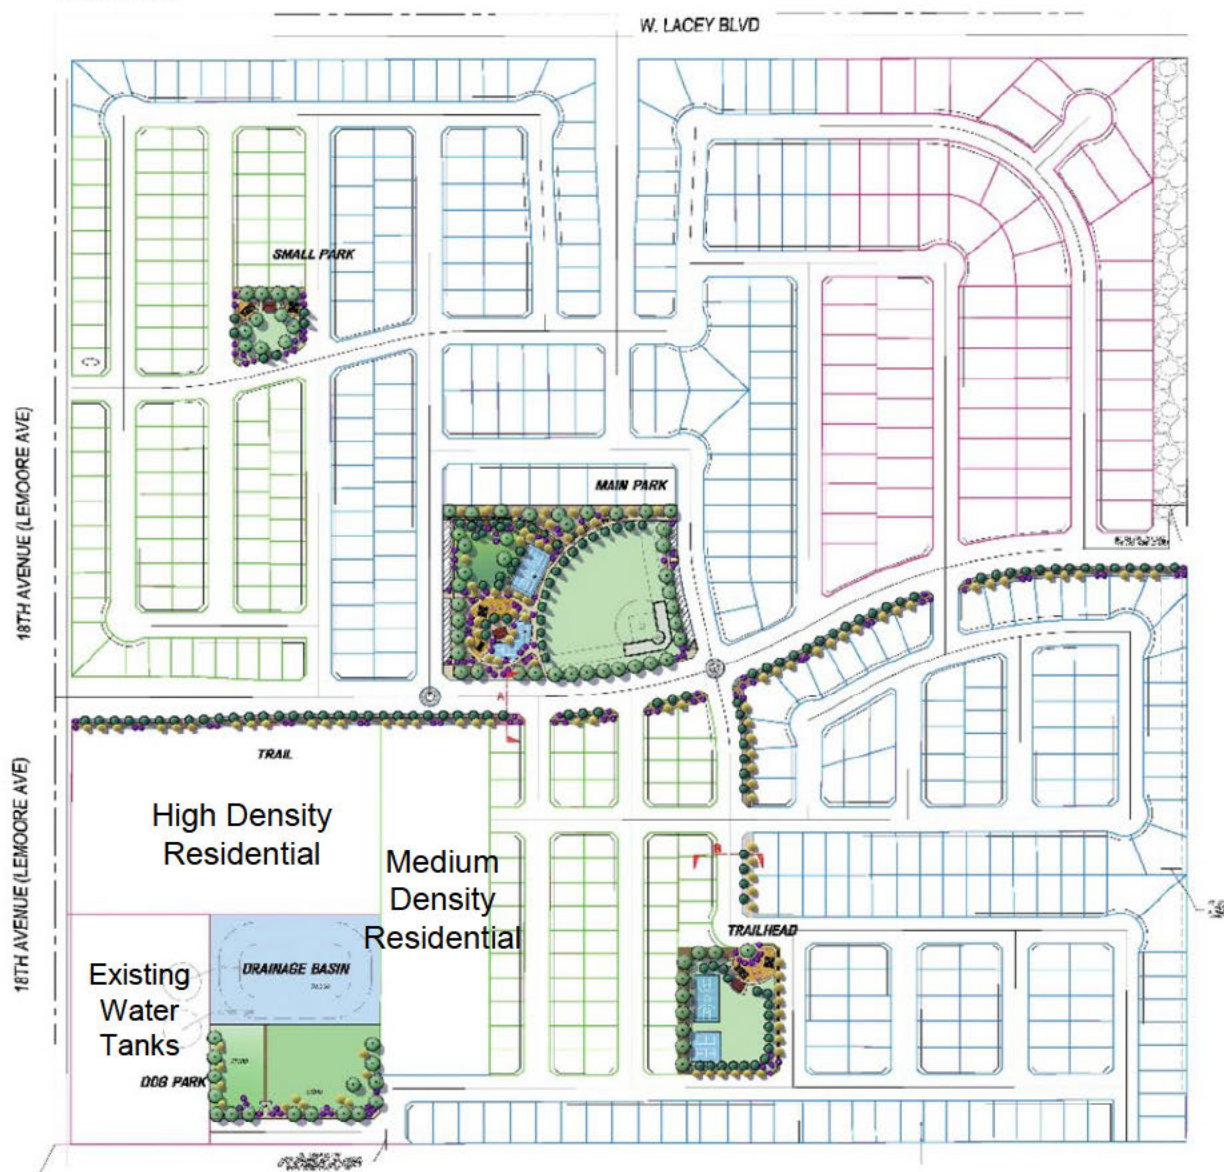 W. LACEY BLVD
SMALL PARK
18TH AVENUE (LEMOORE AVE)
MAIN PARK
A
TRAIL
18TH AVENUE (LEMOORE AVE)
High Density
Residential
Medium
Density
Residential
B
TRAILHEAD
DRAINAGE BASIN
Existing
Water
Tanks
DOG PARK